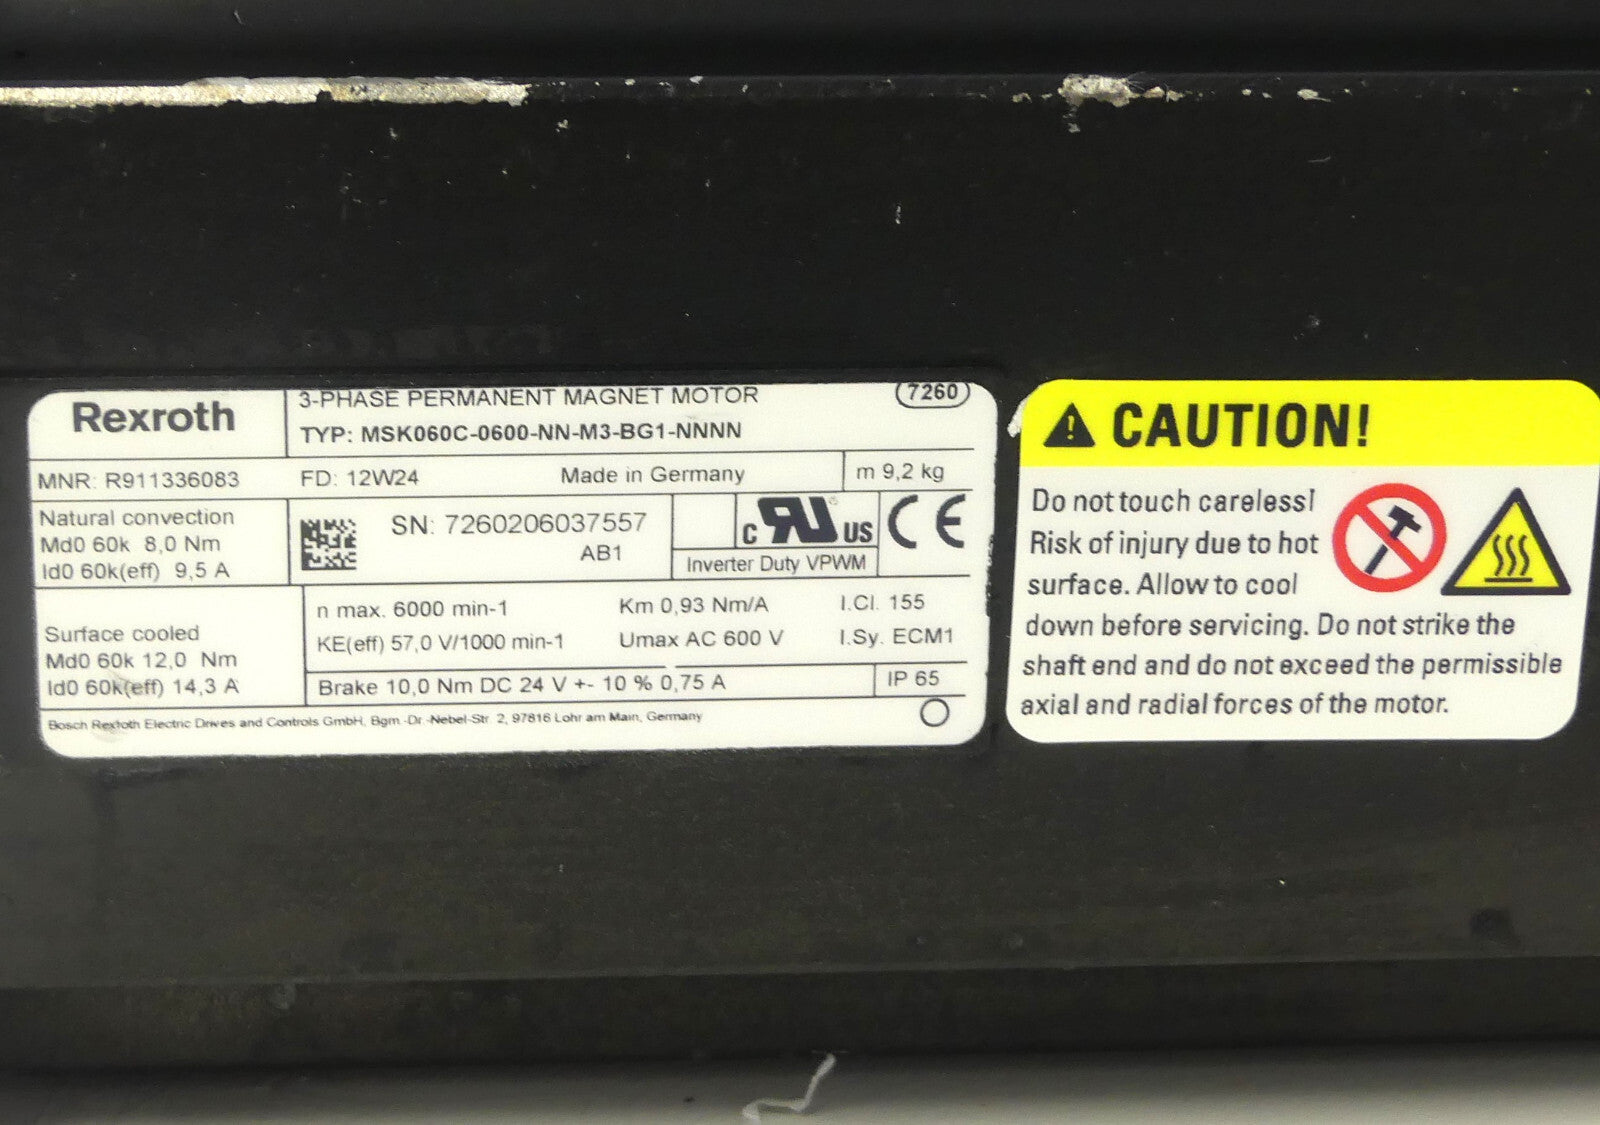 Rexroth
3-PHASE PERMANENT MAGNET MOTOR
7260
TYP: MSK060C-0600-NN-M3-BG1-NNNN
MNR: R911336083
FD: 12W24
Made in Germany
m 9,2 kg
Natural convection
Md0 60k 8,0 Nm
Id0 60k(eff) 9,5 A
SN: 7260206037557
AB1
c RU US
®
CE
Inverter Duty VPWM
Surface cooled
Md0 60k 12,0 Nm
Id0 60k(eff) 14,3 A
n max. 6000 min-1
Km 0,93 Nm/A
I.Cl. 155
KE(eff) 57,0 V/1000 min-1
Umax AC 600 V
I.Sy. ECM1
Brake 10,0 Nm DC 24 V +- 10 % 0,75 A
IP 65
Bosch Rexroth Electric Drives and Controls GmbH, Bgm.-Dr.-Nebel-Str. 2, 97816 Lohr am Main, Germany
CAUTION!
Do not touch careless!
Risk of injury due to hot
surface. Allow to cool
down before servicing. Do not strike the
shaft end and do not exceed the permissible
axial and radial forces of the motor.